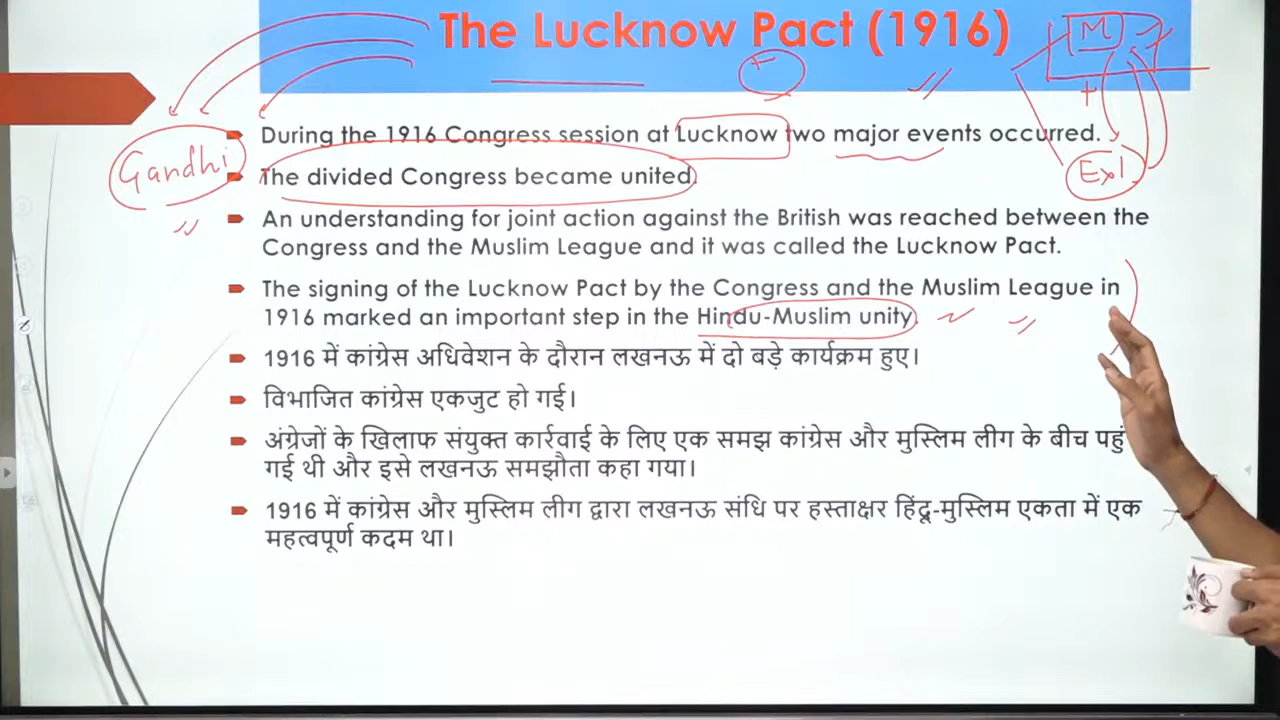 The Lucknow Pact (1916)
M
+
+
During the 1916 Congress session at Lucknow two major events occurred.
Gandhi
Ext
The divided Congress became united.
An understanding for joint action against the British was reached between the
Congress and the Muslim League and it was called the Lucknow Pact.
The signing of the Lucknow Pact by the Congress and the Muslim League in
1916 marked an important step in the Hindu-Muslim unity.
1916 में कांग्रेस अधिवेशन के दौरान लखनऊ में दो बड़े कार्यक्रम हुए।
विभाजित कांग्रेस एकजुट हो गई।
अंग्रेजों के खिलाफ संयुक्त कार्रवाई के लिए एक समझ कांग्रेस और मुस्लिम लीग के बीच पहुं
गई थी और इसे लखनऊ समझौता कहा गया।
1916 में कांग्रेस और मुस्लिम लीग द्वारा लखनऊ संधि पर हस्ताक्षर हिंदू-मुस्लिम एकता में एक
महत्वपूर्ण कदम था।